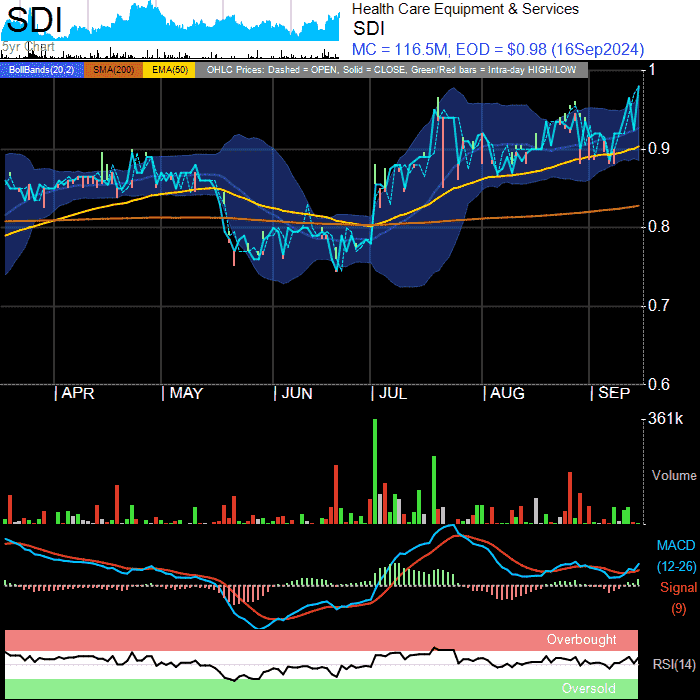 SDI
5yr Chart
Health Care Equipment & Services
SDI
MC = 116.5M, EOD = $0.98 (16Sep2024)
BollBands(20,2) SMA(200) EMA(50) OHLC Prices: Dashed = OPEN, Solid = CLOSE, Green/Red bars = Intra-day HIGH/LOW
1
0.9
0.8
0.7
0.6
APR MAY JUN JUL AUG SEP
361k
Volume
MACD
(12-26)
Signal
(9)
Overbought
RSI(14)
Oversold